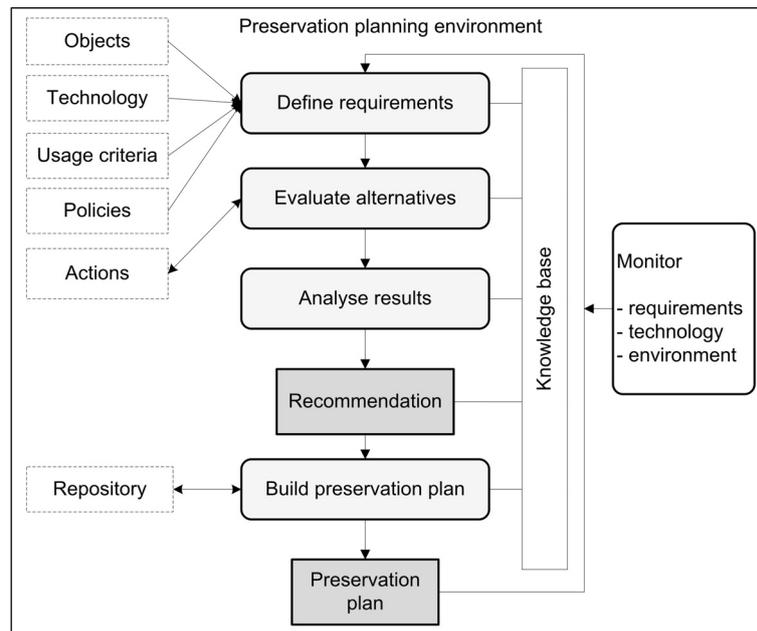 Preservation planning environment
Objects
Technology
Usage criteria
Policies
Actions
Repository
Define requirements
Evaluate alternatives
Analyse results
Recommendation
Build preservation plan
Preservation
plan
Knowledge base
Monitor
- requirements
- technology
- environment